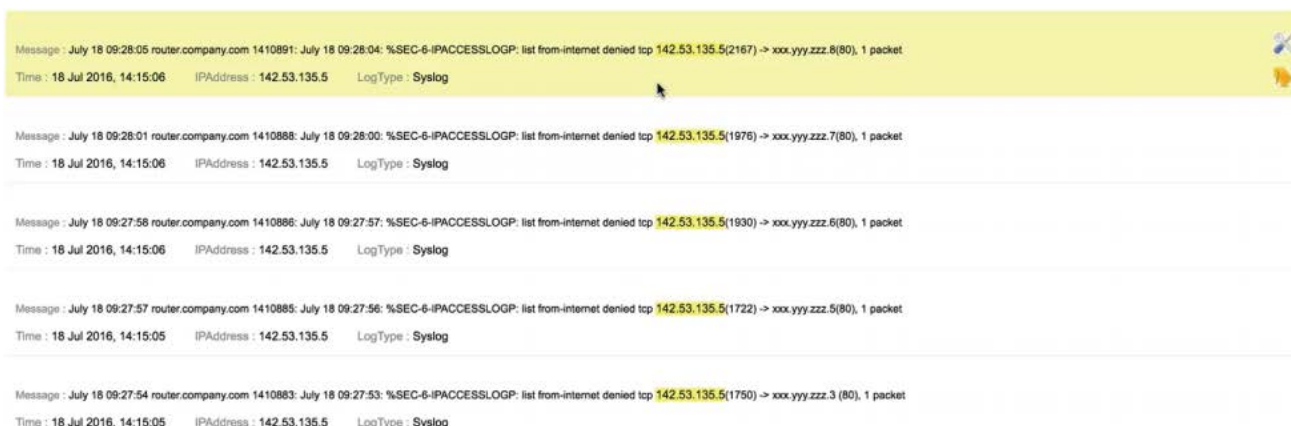 Message : July 18 09:28:05 router.company.com 1410891: July 18 09:28:04: %SEC-6-IPACCESSLOGP: list from-internet denied tcp 142.53.135.5(2167) -> xxx.yyy.zzz.8(80), 1 packet
Time : 18 Jul 2016, 14:15:06 IPAddress : 142.53.135.5 LogType : Syslog
Message : July 18 09:28:01 router.company.com 1410888: July 18 09:28:00: %SEC-6-IPACCESSLOGP: list from-internet denied tcp 142.53.135.5(1976) -> xxx.yyy.zzz.7(80), 1 packet
Time : 18 Jul 2016, 14:15:06 IPAddress : 142.53.135.5 LogType : Syslog
Message : July 18 09:27:58 router.company.com 1410886: July 18 09:27:57: %SEC-6-IPACCESSLOGP: list from-internet denied tcp 142.53.135.5(1930) -> xxx.yyy.zzz.6(80), 1 packet
Time : 18 Jul 2016, 14:15:06 IPAddress : 142.53.135.5 LogType : Syslog
Message : July 18 09:27:57 router.company.com 1410885: July 18 09:27:56: %SEC-6-IPACCESSLOGP: list from-internet denied tcp 142.53.135.5(1722) -> xxx.yyy.zzz.5(80), 1 packet
Time : 18 Jul 2016, 14:15:05 IPAddress : 142.53.135.5 LogType : Syslog
Message : July 18 09:27:54 router.company.com 1410883: July 18 09:27:53: %SEC-6-IPACCESSLOGP: list from-internet denied tcp 142.53.135.5(1750) -> xxx.yyy.zzz.3 (80), 1 packet
Time : 18 Jul 2016, 14:15:05 IPAddress : 142.53.135.5 LogType : Syslog